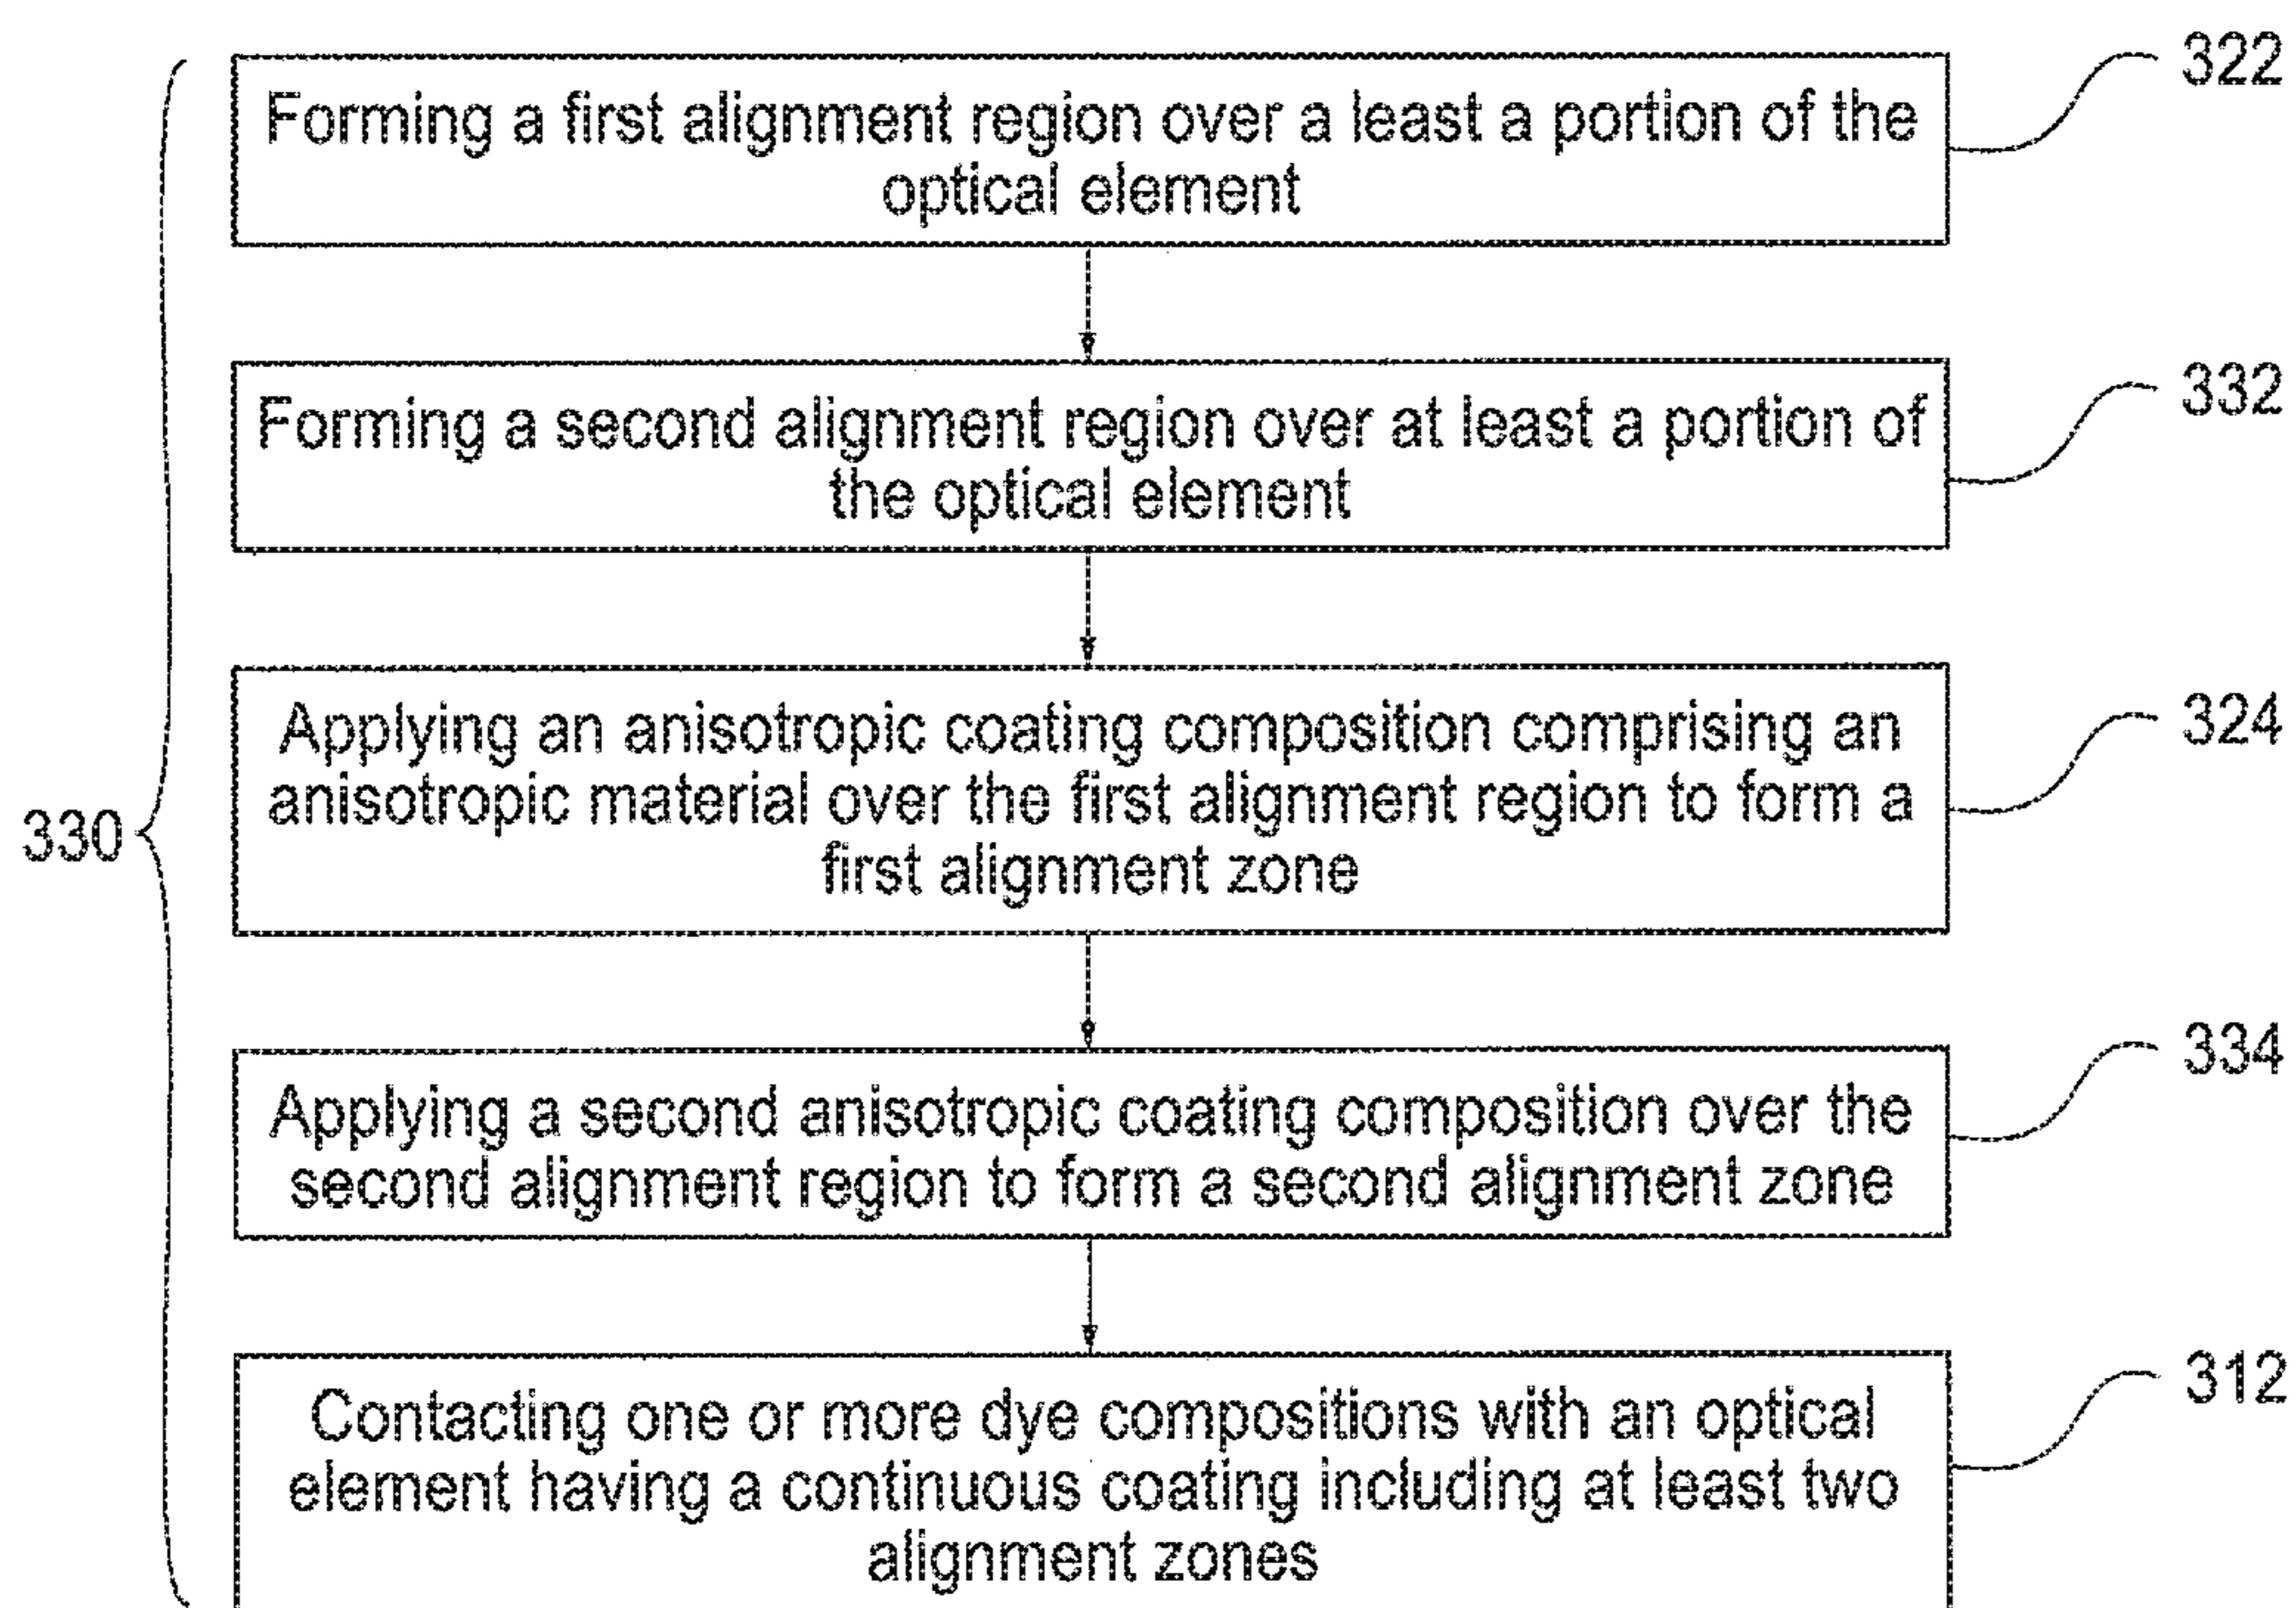 322
Forming a first alignment region over a least a portion of the
optical element
332
Forming a second alignment region over at least a portion of
the optical element
324
Applying an anisotropic coating composition comprising an
anisotropic material over the first alignment region to form a
first alignment zone
330
334
Applying a second anisotropic coating composition over the
second alignment region to form a second alignment zone
312
Contacting one or more dye compositions with an optical
element having a continuous coating including at least two
alignment zones